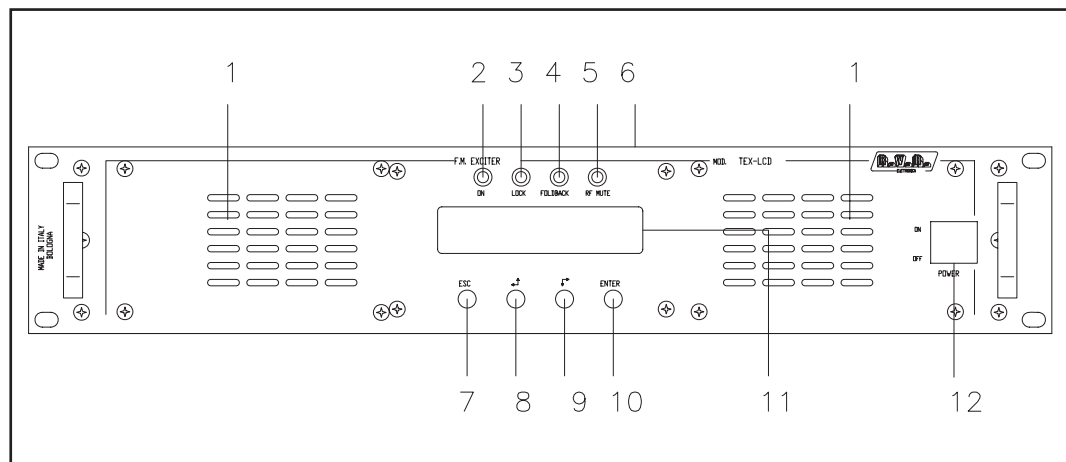 1 2 3 4 5 6 1
F.M. EXCITER MOD. TEX-LCD
R.V.R.
ELETTRONICA
ON LOCK FOLDBACK RF MUTE
MADE IN ITALY
BOLOGNA
ON
OFF
POWER
ESC ENTER
7 8 9 10 11 12